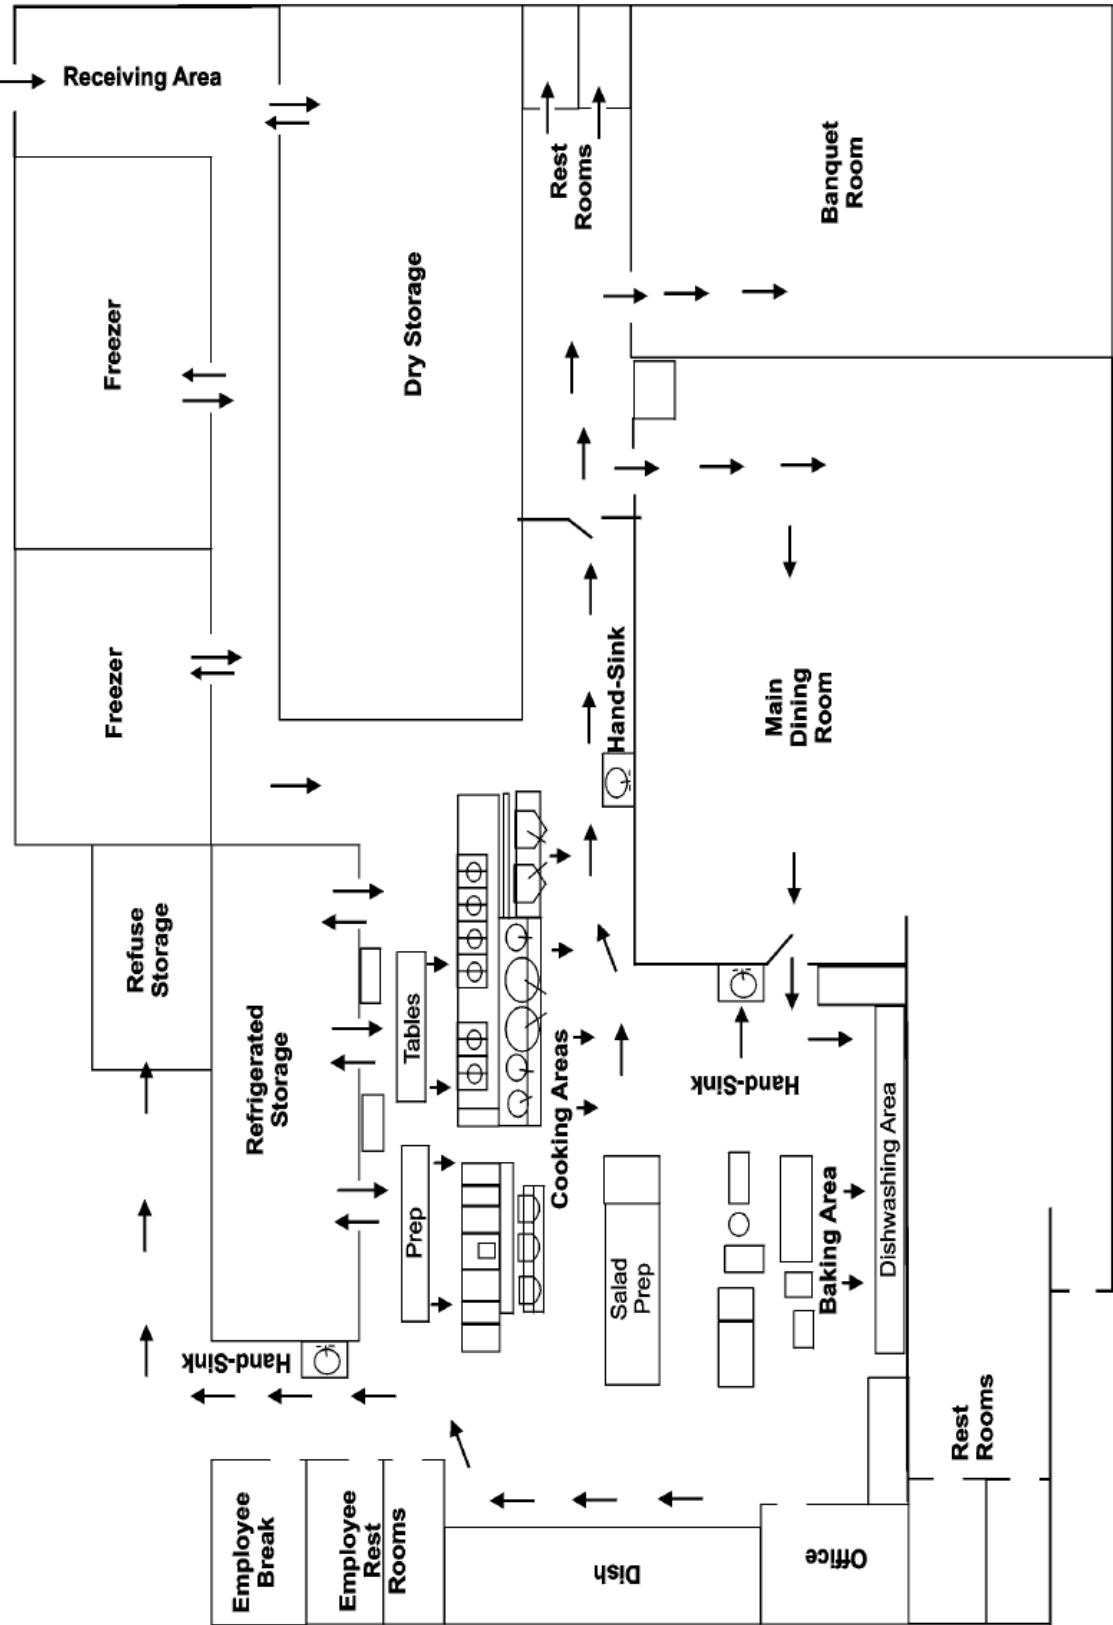 Receiving Area
Freezer
Dry Storage
Rest
Rooms
Banquet
Room
Freezer
Hand-Sink
Main
Dining
Room
Refuse
Storage
Refrigerated
Storage
Tables
Cooking Areas
Hand-Sink
Prep
Salad
Prep
Baking Area
Dishwashing Area
Hand-Sink
Rest
Rooms
Employee
Break
Employee
Rest
Rooms
Dish
Office